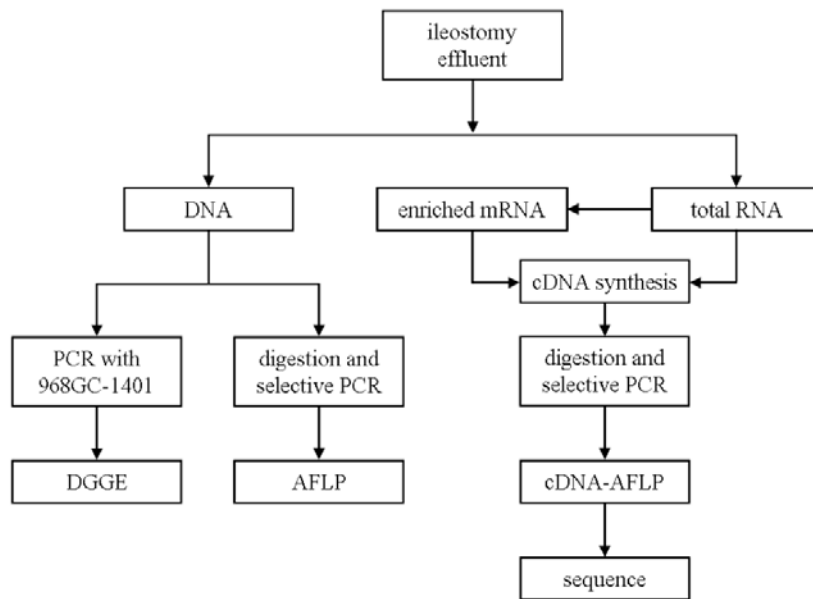 ileostomy
effluent
DNA
enriched mRNA
total RNA
cDNA synthesis
PCR with
968GC-1401
digestion and
selective PCR
digestion and
selective PCR
DGGE
AFLP
cDNA-AFLP
sequence